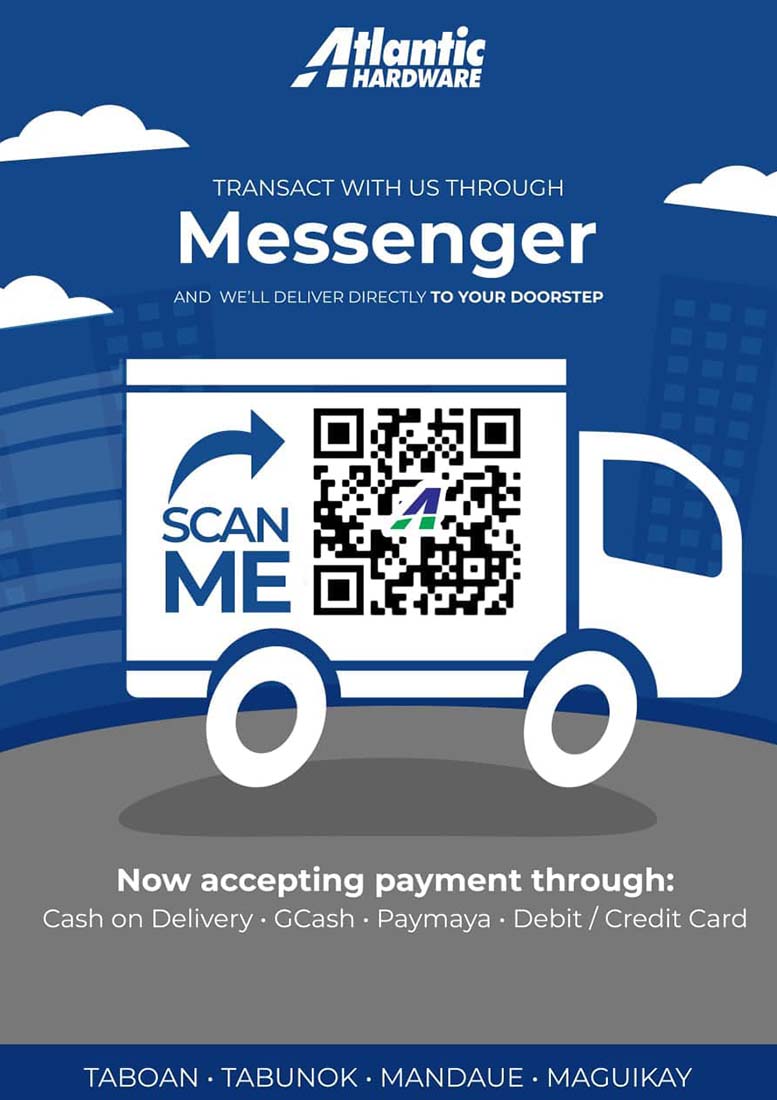 Atlantic
HARDWARE
TRANSACT WITH US THROUGH
Messenger
AND WE'LL DELIVER DIRECTLY TO YOUR DOORSTEP
SCAN
ME
Now accepting payment through:
Cash on Delivery • GCash • Paymaya • Debit / Credit Card
TABOAN • TABUNOK • MANDAUE • MAGUIKAY